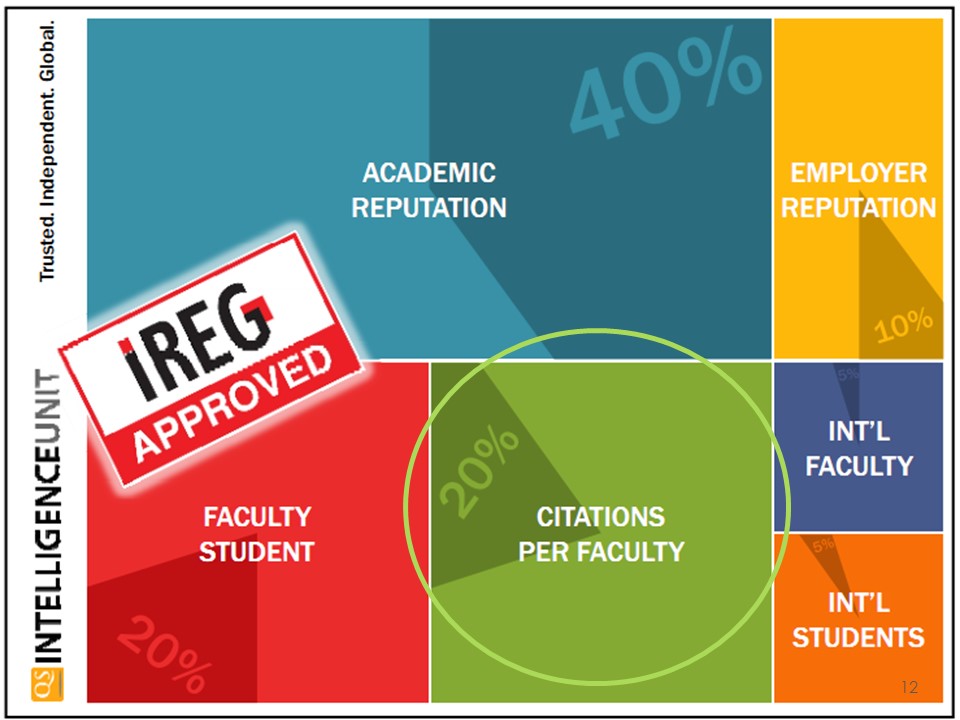 Trusted. Independent. Global.
QS INTELLIGENCEUNIT
40%
ACADEMIC
REPUTATION
EMPLOYER
REPUTATION
10%
iREG
APPROVED
FACULTY
STUDENT
20%
20%
CITATIONS
PER FACULTY
5%
INT'L
FACULTY
5%
INT'L
STUDENTS
12